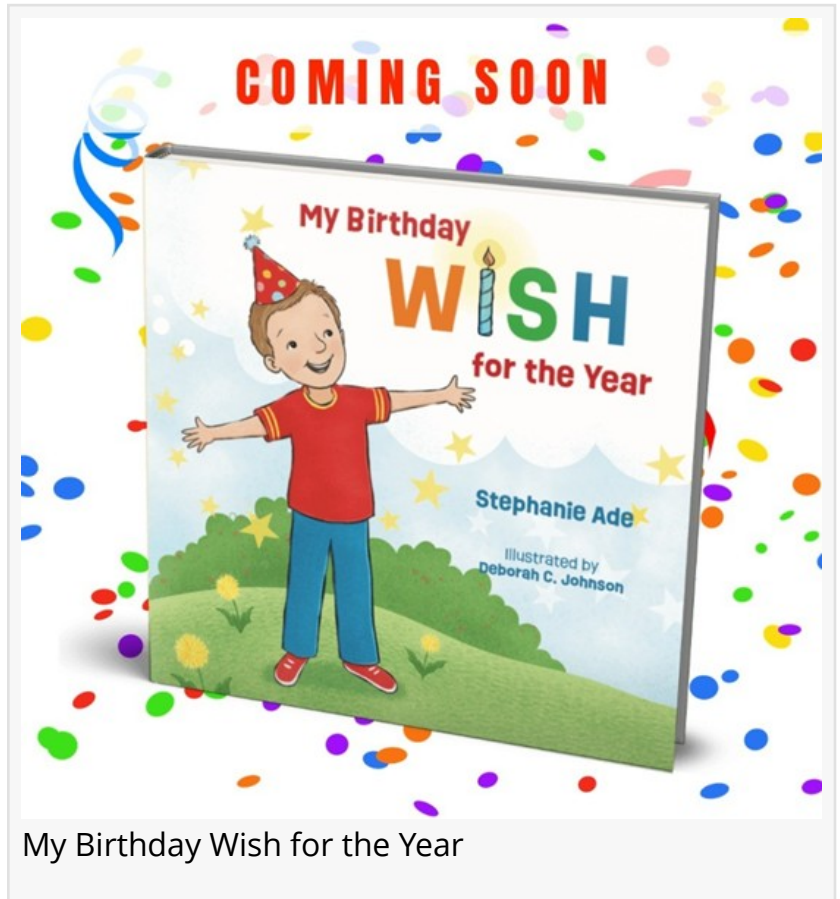 COMING SOON
My Birthday
WISH
for the Year
Stephanie Ade
Illustrated by
Deborah C. Johnson
My Birthday Wish for the Year